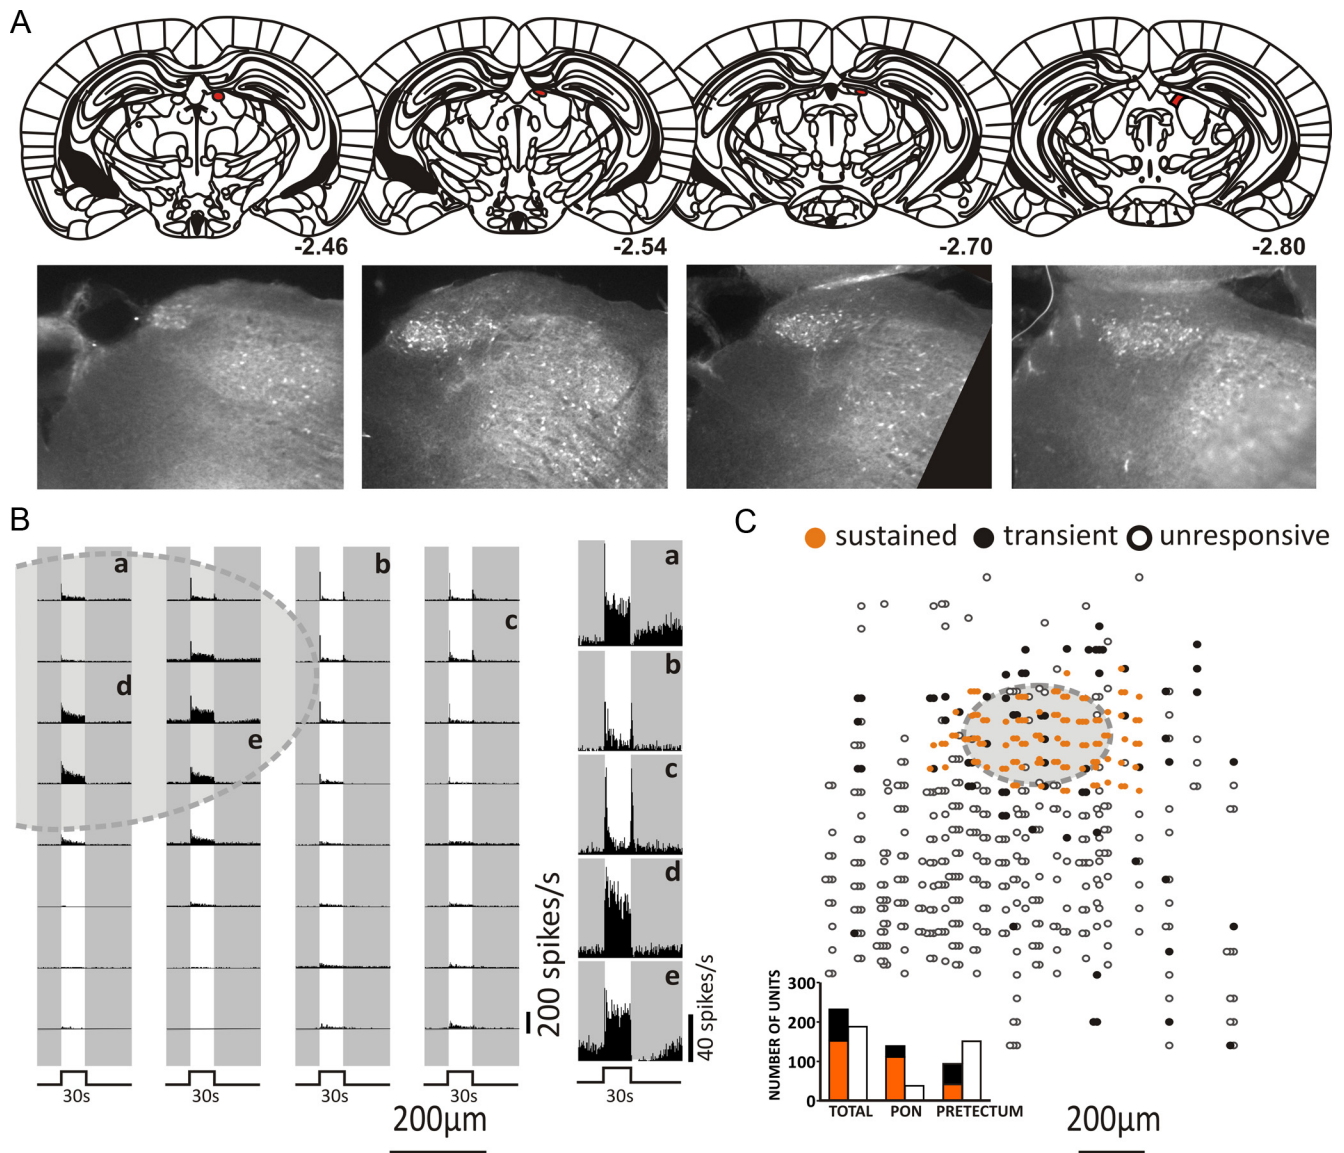 A
-2.46
-2.54
-2.70
-2.80
B
a
b
c
d
e
a
b
c
d
e
200 spikes/s
40 spikes/s
30s
30s
30s
30s
30s
200µm
C
sustained
transient
unresponsive
NUMBER OF UNITS
300
200
100
0
TOTAL
PON
PRETECTUM
200µm